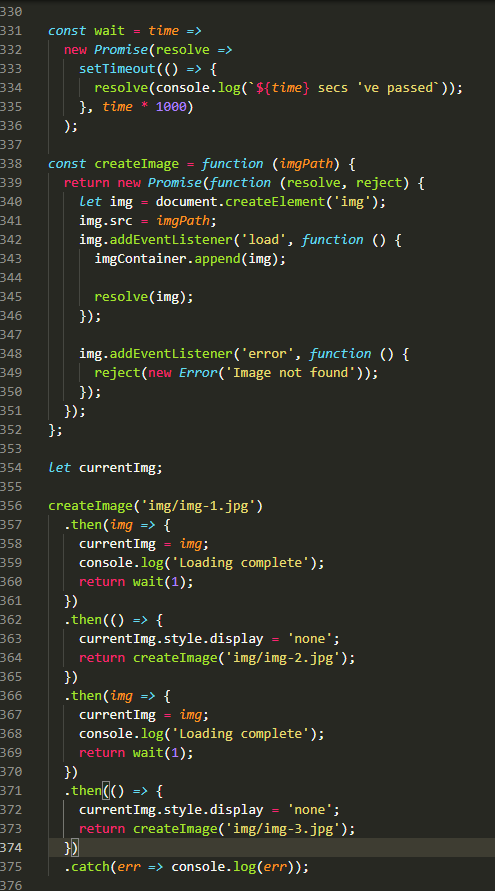 330
331 const wait = time =>
332   new Promise(resolve =>
333     setTimeout(() => {
334       resolve(console.log(`${time} secs 've passed`));
335     }, time * 1000)
336   );
337
338 const createImage = function (imgPath) {
339   return new Promise(function (resolve, reject) {
340     let img = document.createElement('img');
341     img.src = imgPath;
342     img.addEventListener('load', function () {
343       imgContainer.append(img);
344
345       resolve(img);
346     });
347
348     img.addEventListener('error', function () {
349       reject(new Error('Image not found'));
350     });
351   });
352 };
353
354 let currentImg;
355
356 createImage('img/img-1.jpg')
357   .then(img => {
358     currentImg = img;
359     console.log('Loading complete');
360     return wait(1);
361   })
362   .then(() => {
363     currentImg.style.display = 'none';
364     return createImage('img/img-2.jpg');
365   })
366   .then(img => {
367     currentImg = img;
368     console.log('Loading complete');
369     return wait(1);
370   })
371   .then(() => {
372     currentImg.style.display = 'none';
373     return createImage('img/img-3.jpg');
374   })
375   .catch(err => console.log(err));
376